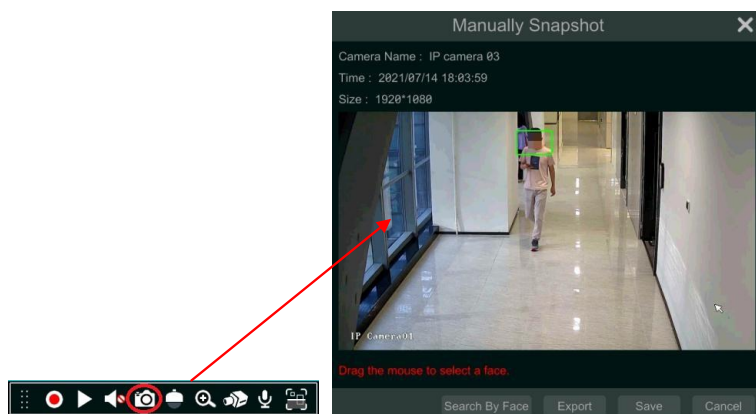 Manually Snapshot
Camera Name : IP camera 03
Time : 2021/07/14 18:03:59
Size : 1920*1080
IP Camera01
Drag the mouse to select a face.
Search By Face Export Save Cancel